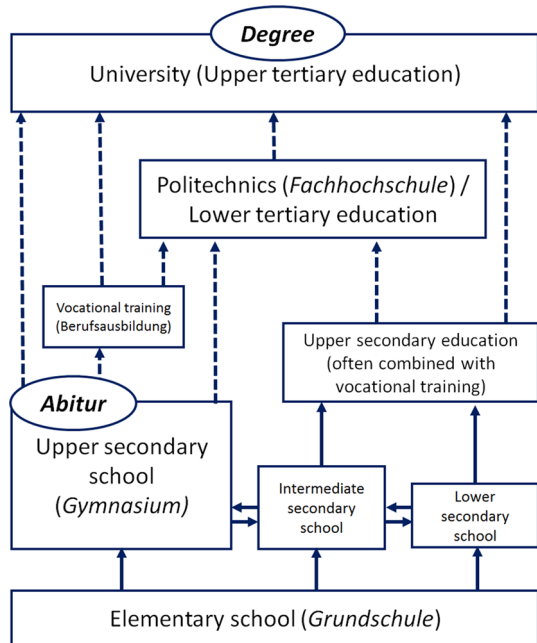 Degree
University (Upper tertiary education)
Politechnics (Fachhochschule) /
Lower tertiary education
Vocational training
(Berufsausbildung)
Upper secondary education
(often combined with
vocational training)
Abitur
Upper secondary
school
(Gymnasium)
Intermediate
secondary
school
Lower
secondary
school
Elementary school (Grundschule)